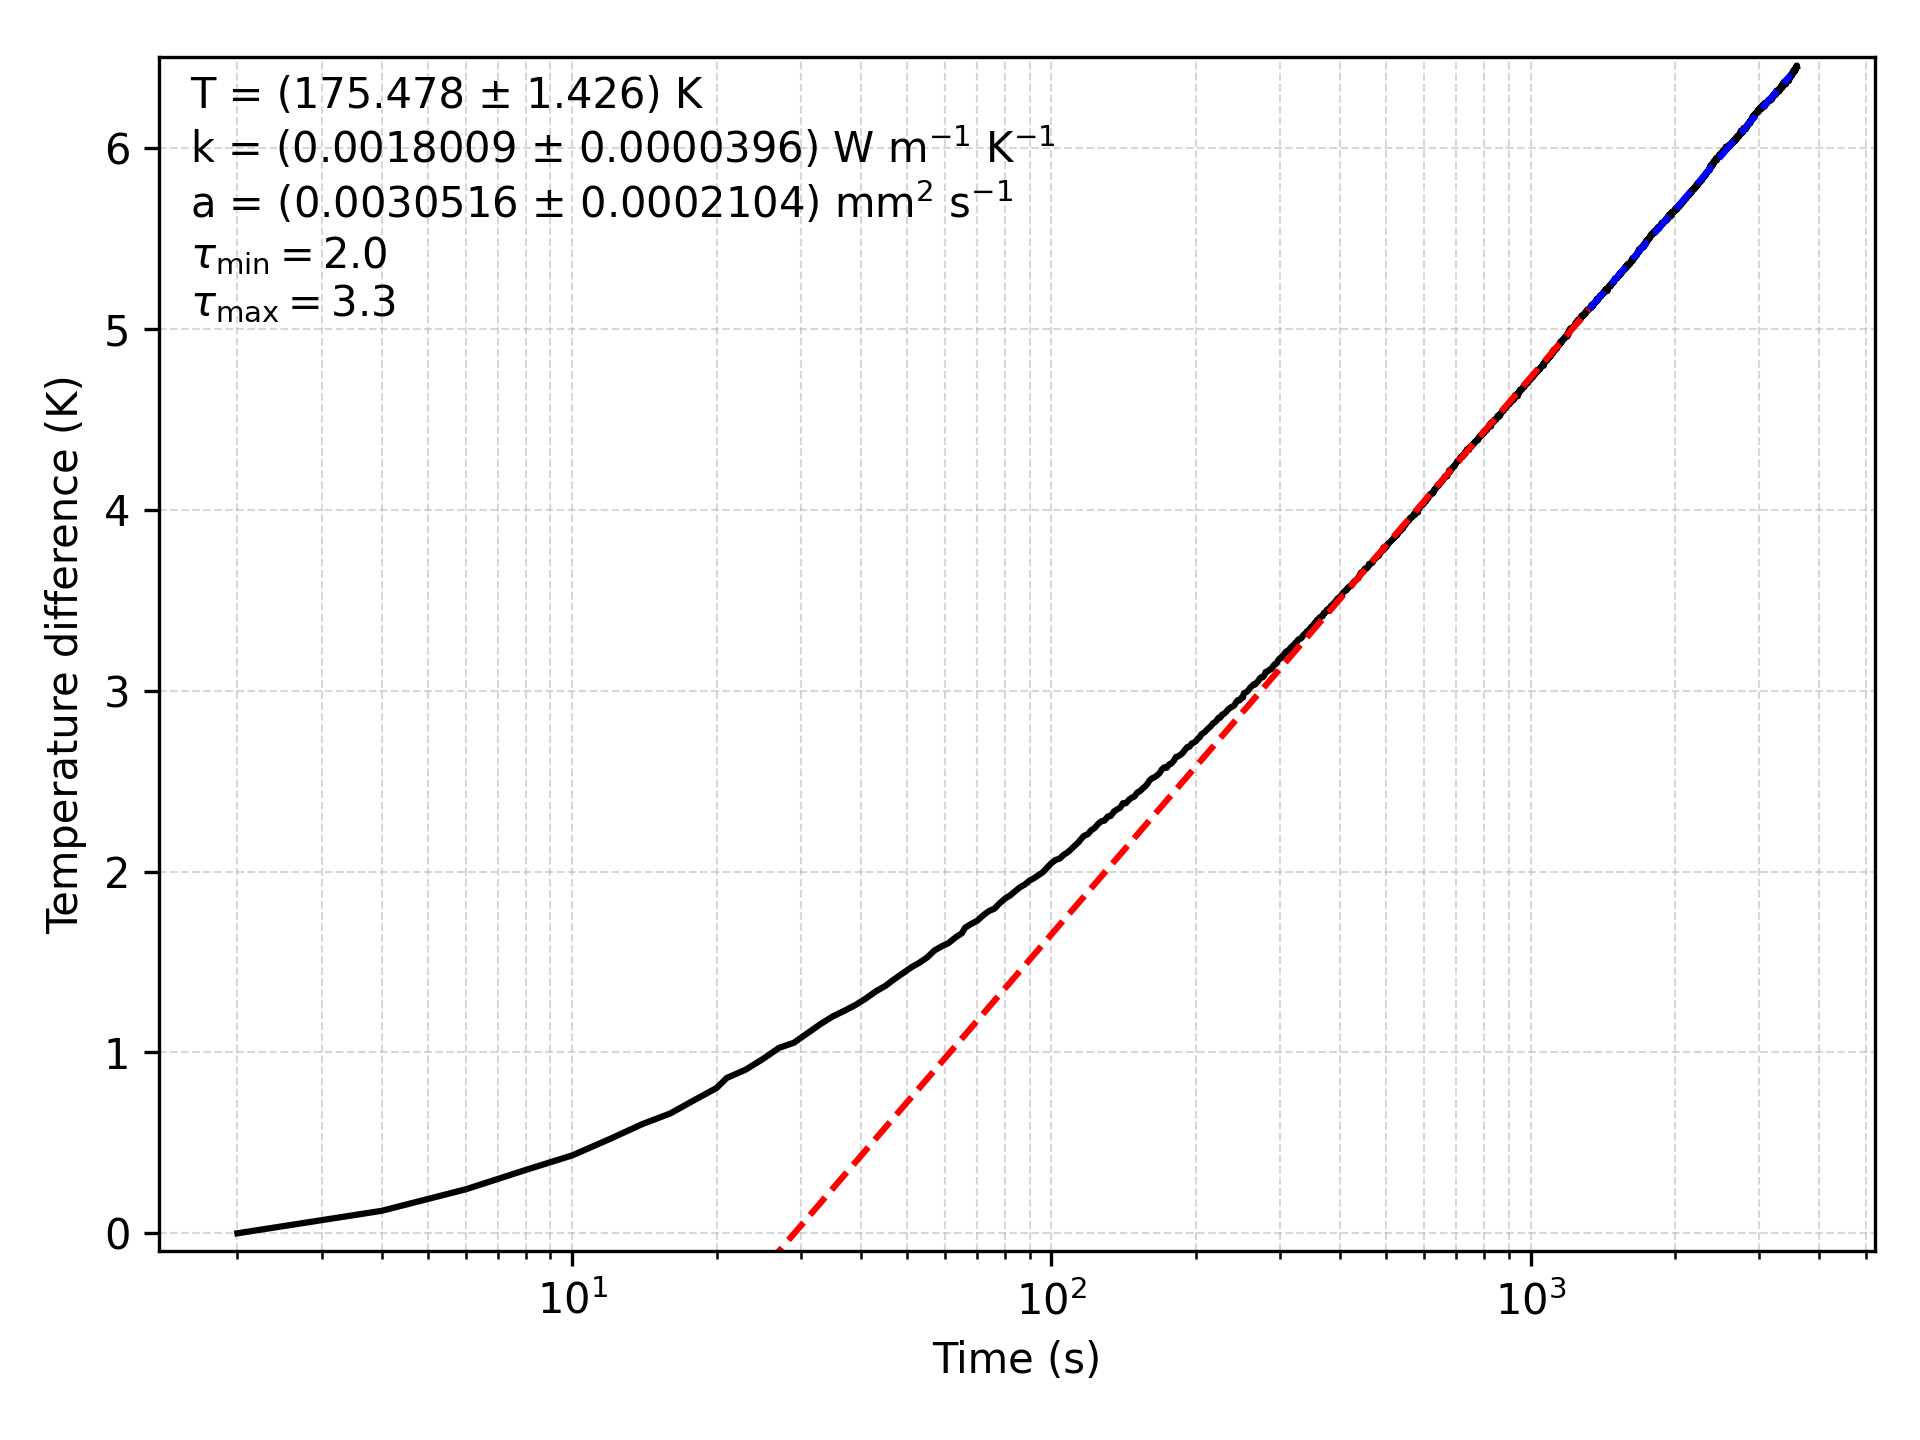 T = (175.478 ± 1.426) K
k = (0.0018009 ± 0.0000396) W m⁻¹ K⁻¹
a = (0.0030516 ± 0.0002104) mm² s⁻¹
τmin = 2.0
τmax = 3.3
Temperature difference (K)
6
5
4
3
2
1
0
10¹ 10² 10³
Time (s)